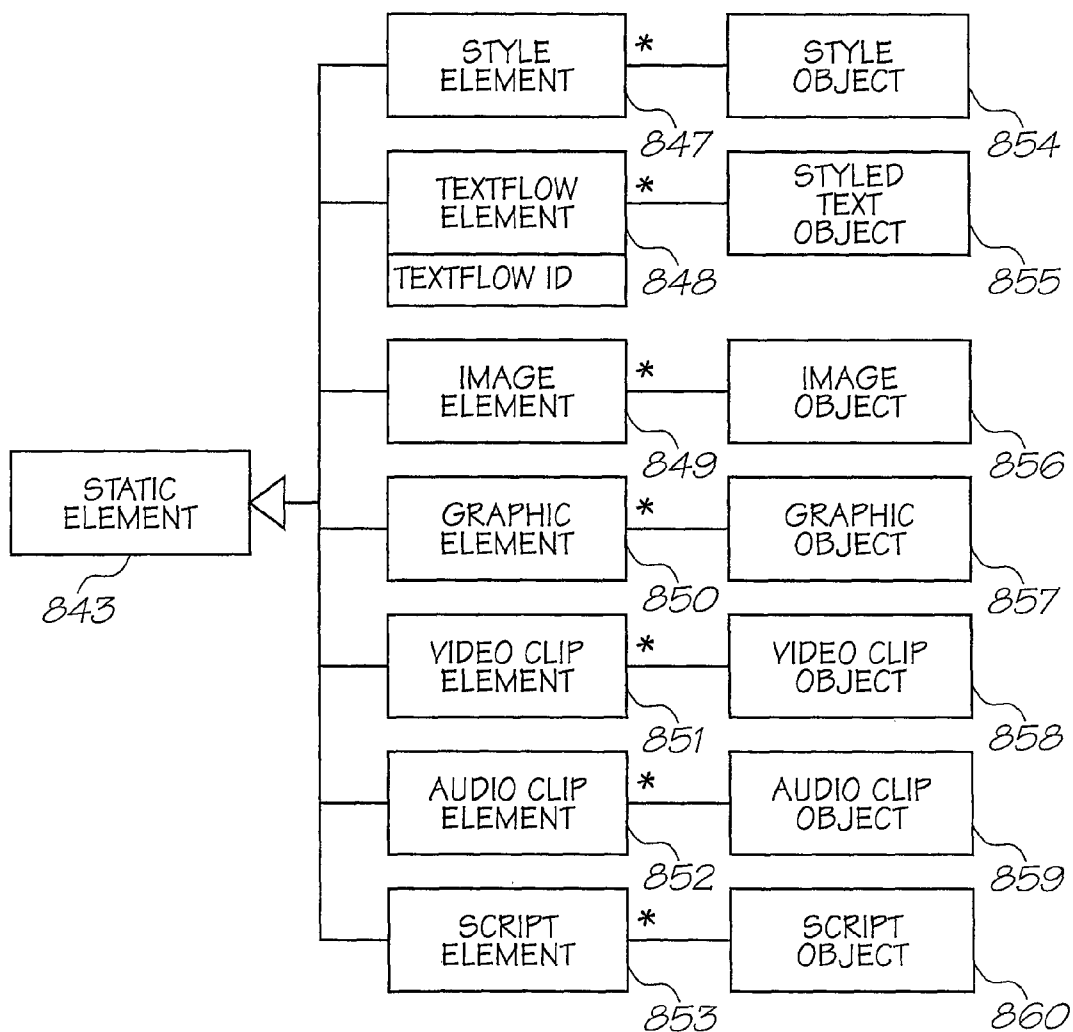 STYLE
ELEMENT
*
847
STYLE
OBJECT
854
TEXTFLOW
ELEMENT
TEXTFLOW ID
*
848
STYLED
TEXT
OBJECT
855
IMAGE
ELEMENT
*
849
IMAGE
OBJECT
856
STATIC
ELEMENT
843
GRAPHIC
ELEMENT
*
850
GRAPHIC
OBJECT
857
VIDEO CLIP
ELEMENT
*
851
VIDEO CLIP
OBJECT
858
AUDIO CLIP
ELEMENT
*
852
AUDIO CLIP
OBJECT
859
SCRIPT
ELEMENT
*
853
SCRIPT
OBJECT
860